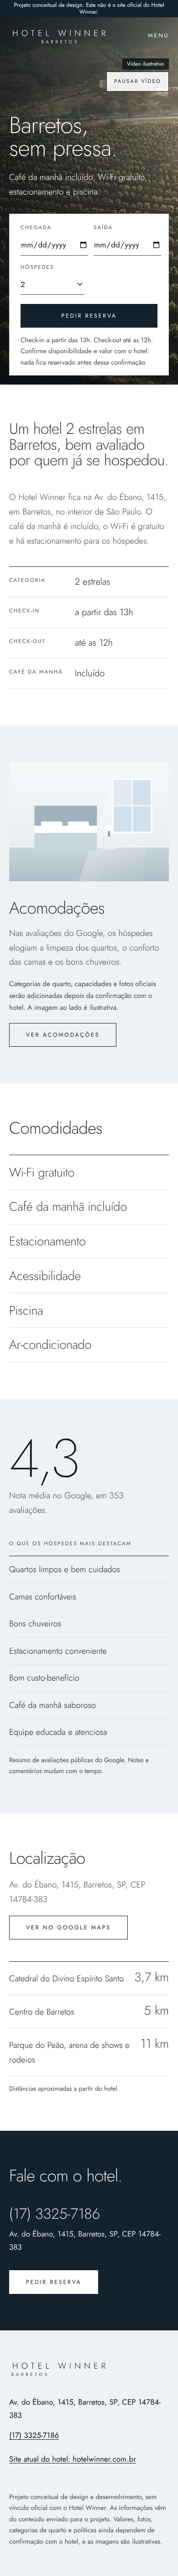 Projeto conceitual de design. Este não é o site oficial do Hotel
Winner.
HOTEL WINNER
BARRETOS
MENU
Vídeo ilustrativo
PAUSAR VÍDEO
Barretos,
sem pressa.
Café da manhã incluído, Wi-Fi gratuito,
estacionamento e piscina.
CHEGADA
SAÍDA
mm/dd/yyyy
mm/dd/yyyy
HÓSPEDES
2
PEDIR RESERVA
Check-in a partir das 13h. Check-out até as 12h.
Confirme disponibilidade e valor com o hotel:
nada fica reservado antes dessa confirmação.
Um hotel 2 estrelas em
Barretos, bem avaliado
por quem já se hospedou.
O Hotel Winner fica na Av. do Ébano, 1415,
em Barretos, no interior de São Paulo. O
café da manhã é incluído, o Wi-Fi é gratuito
e há estacionamento para os hóspedes.
CATEGORIA
2 estrelas
CHECK-IN
a partir das 13h
CHECK-OUT
até as 12h
CAFÉ DA MANHÃ
Incluído
Acomodações
Nas avaliações do Google, os hóspedes
elogiam a limpeza dos quartos, o conforto
das camas e os bons chuveiros.
Categorias de quarto, capacidades e fotos oficiais
serão adicionadas depois da confirmação com o
hotel. A imagem ao lado é ilustrativa.
VER ACOMODAÇÕES
Comodidades
Wi-Fi gratuito
Café da manhã incluído
Estacionamento
Acessibilidade
Piscina
Ar-condicionado
4,3
Nota média no Google, em 353
avaliações.
O QUE OS HÓSPEDES MAIS DESTACAM
Quartos limpos e bem cuidados
Camas confortáveis
Bons chuveiros
Estacionamento conveniente
Bom custo-benefício
Café da manhã saboroso
Equipe educada e atenciosa
Resumo de avaliações públicas do Google. Notas e
comentários mudam com o tempo.
Localização
Av. do Ébano, 1415, Barretos, SP, CEP
14784-383
VER NO GOOGLE MAPS
Catedral do Divino Espírito Santo
3,7 km
Centro de Barretos
5 km
Parque do Peão, arena de shows e
rodeios
11 km
Distâncias aproximadas a partir do hotel.
Fale com o hotel.
(17) 3325-7186
Av. do Ébano, 1415, Barretos, SP, CEP 14784-
383
PEDIR RESERVA
HOTEL WINNER
BARRETOS
Av. do Ébano, 1415, Barretos, SP, CEP 14784-
383
(17) 3325-7186
Site atual do hotel: hotelwinner.com.br
Projeto conceitual de design e desenvolvimento, sem
vínculo oficial com o Hotel Winner. As informações vêm
do conteúdo enviado para o projeto. Valores, fotos,
categorias de quarto e políticas ainda dependem de
confirmação com o hotel, e as imagens são ilustrativas.